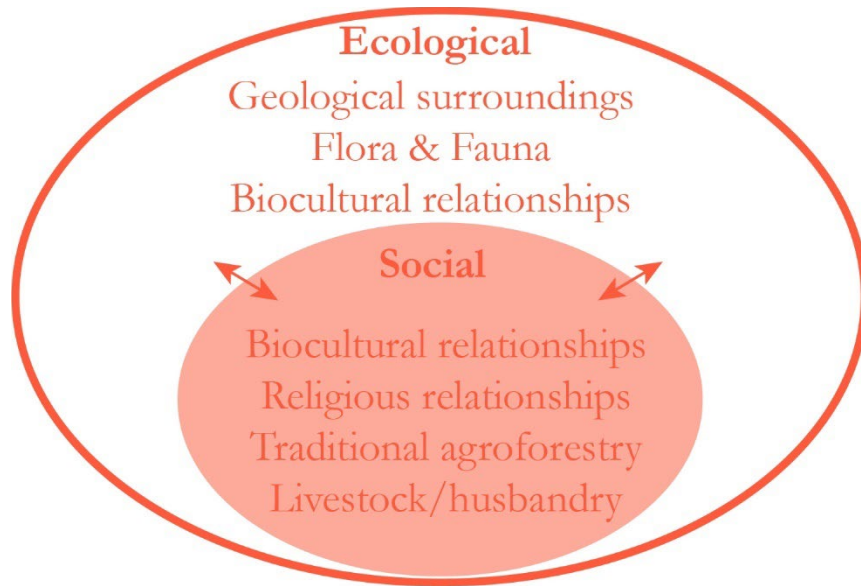 Ecological
Geological surroundings
Flora & Fauna
Biocultural relationships
Social
Biocultural relationships
Religious relationships
Traditional agroforestry
Livestock/husbandry